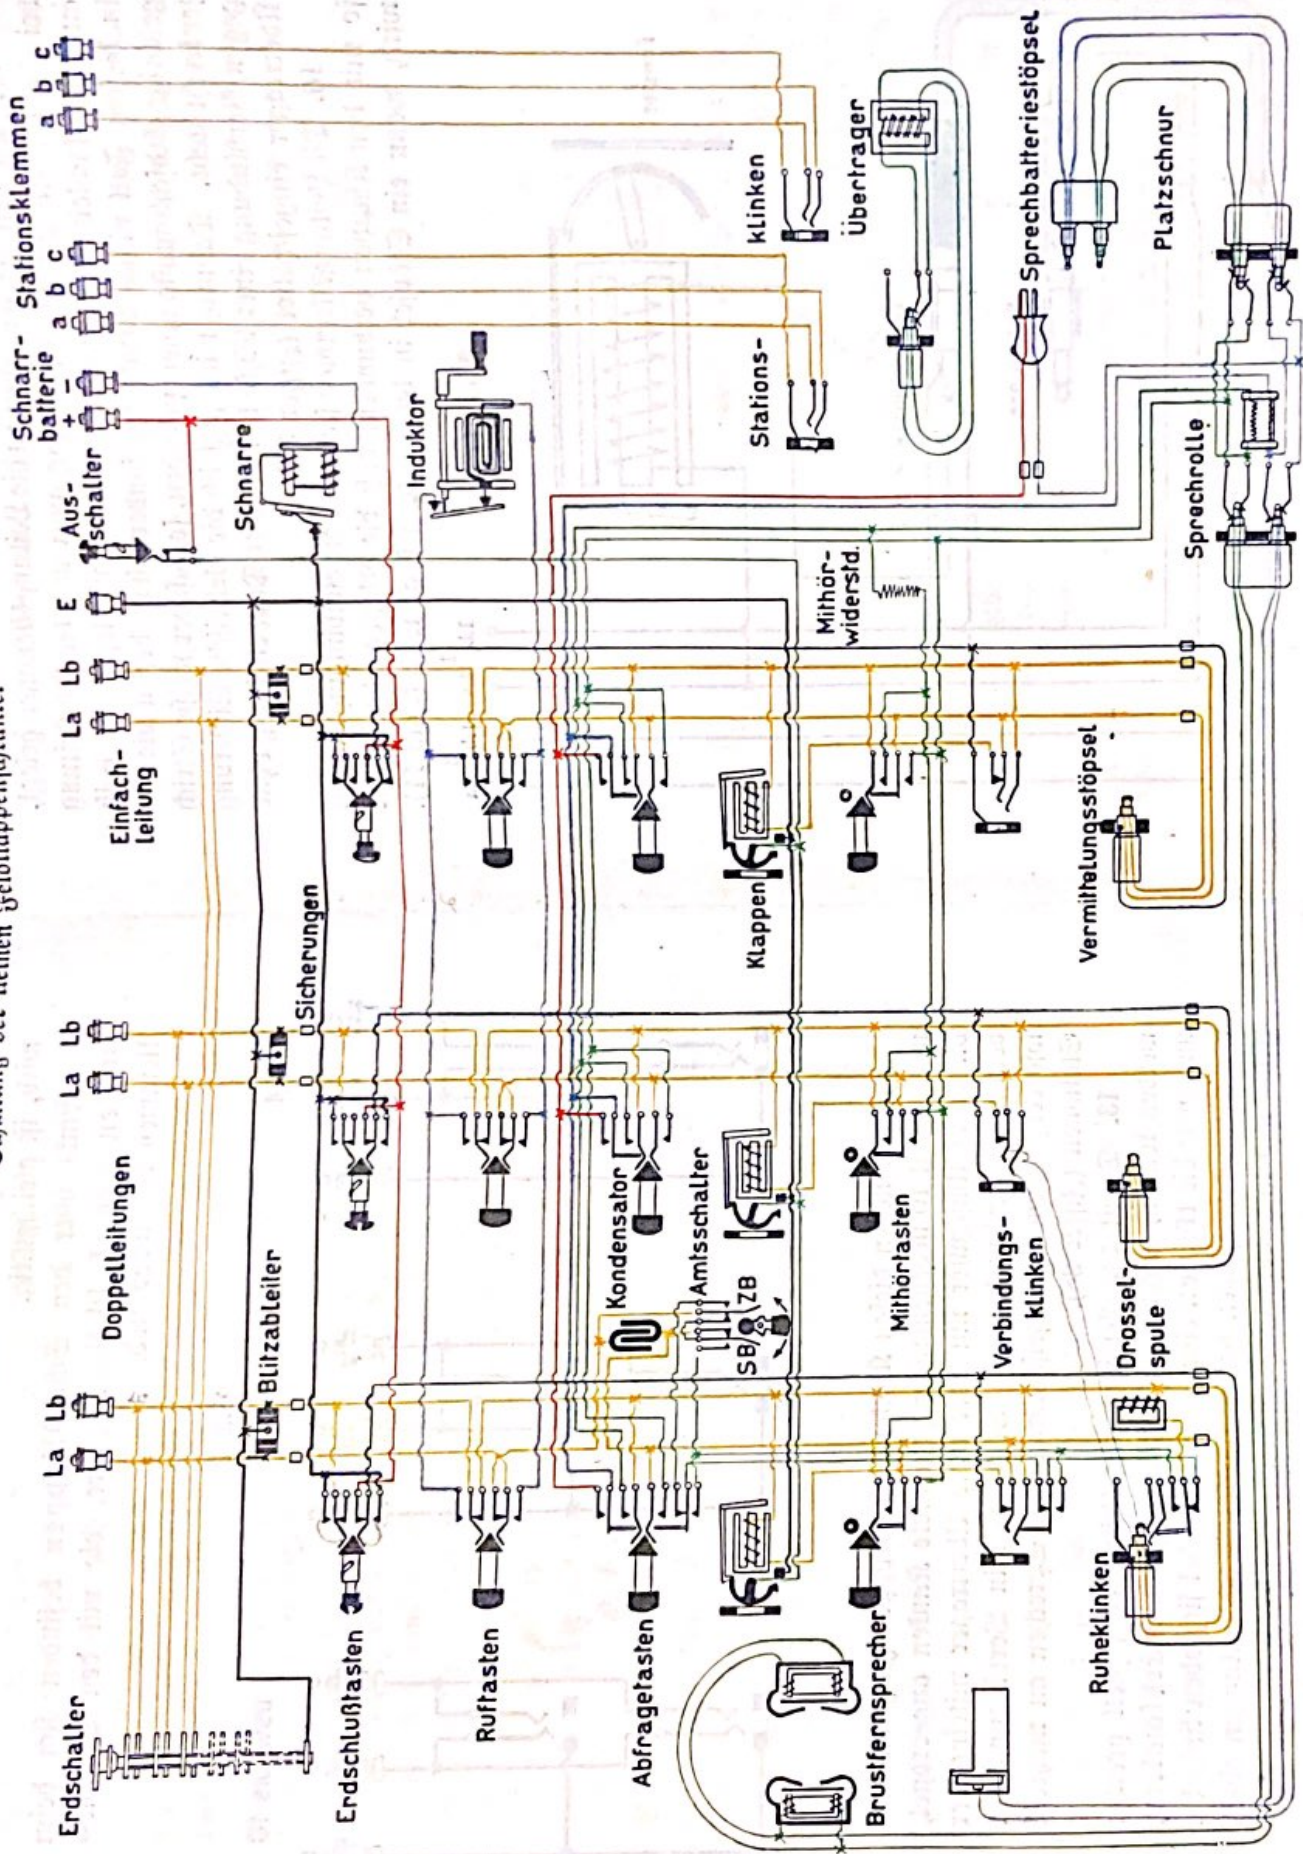 Erdschalter
La
Lb
Doppelleitungen
La
Lb
Einfach-
leitung
La
Lb
E
Aus-
schalter
Schnarr-
batterie
+
–
Stationsklemmen
a
b
c
a
b
c
Blitzableiter
Sicherungen
Schnarre
Erdschlußtasten
Induktor
Ruftasten
Abfragetasten
Kondensator
Amtsschalter
SB
ZB
Klappen
Stations-
klinken
Brustfernsprecher
Mithörtasten
Mithör-
widerstd.
Übertrager
Verbindungs-
klinken
Sprechbatteriestöpsel
Ruheklinken
Drossel-
spule
Vermittelungsstöpsel
Sprechrolle
Platzschnur